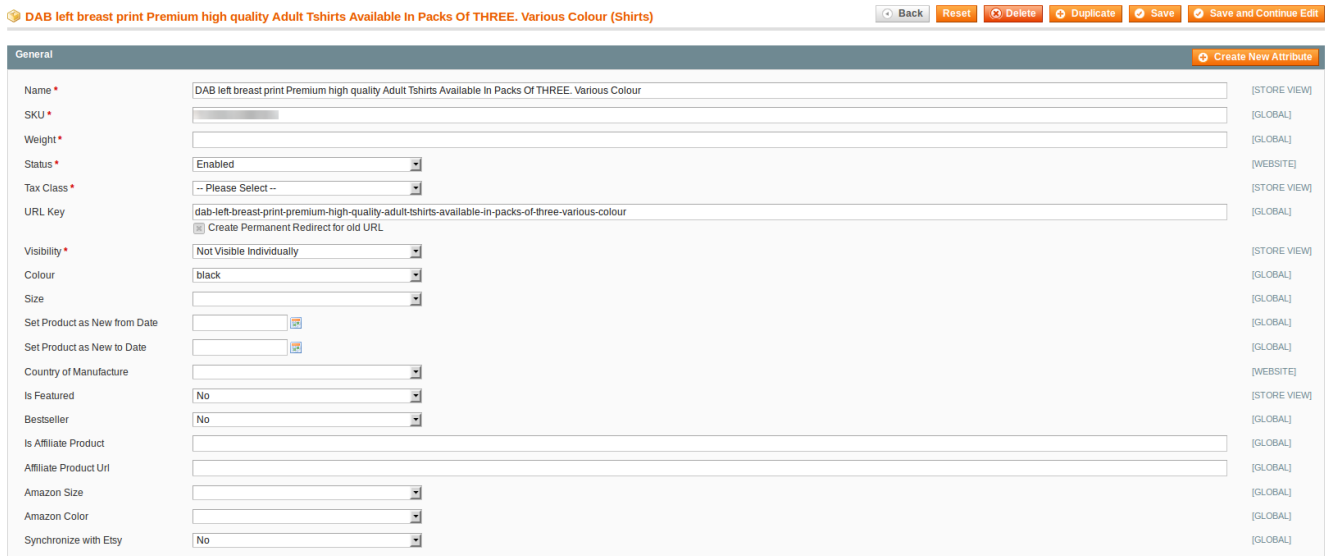 DAB left breast print Premium high quality Adult Tshirts Available In Packs Of THREE. Various Colour (Shirts) Back Reset Delete Duplicate Save Save and Continue Edit
General Create New Attribute
Name * DAB left breast print Premium high quality Adult Tshirts Available In Packs Of THREE. Various Colour [STORE VIEW]
SKU * [GLOBAL]
Weight * [GLOBAL]
Status * Enabled [WEBSITE]
Tax Class * -- Please Select -- [STORE VIEW]
URL Key dab-left-breast-print-premium-high-quality-adult-tshirts-available-in-packs-of-three-various-colour [GLOBAL]
Create Permanent Redirect for old URL
Visibility * Not Visible Individually [STORE VIEW]
Colour black [GLOBAL]
Size [GLOBAL]
Set Product as New from Date [GLOBAL]
Set Product as New to Date [GLOBAL]
Country of Manufacture [WEBSITE]
Is Featured No [STORE VIEW]
Bestseller No [GLOBAL]
Is Affiliate Product [GLOBAL]
Affiliate Product Url [GLOBAL]
Amazon Size [GLOBAL]
Amazon Color [GLOBAL]
Synchronize with Etsy No [GLOBAL]